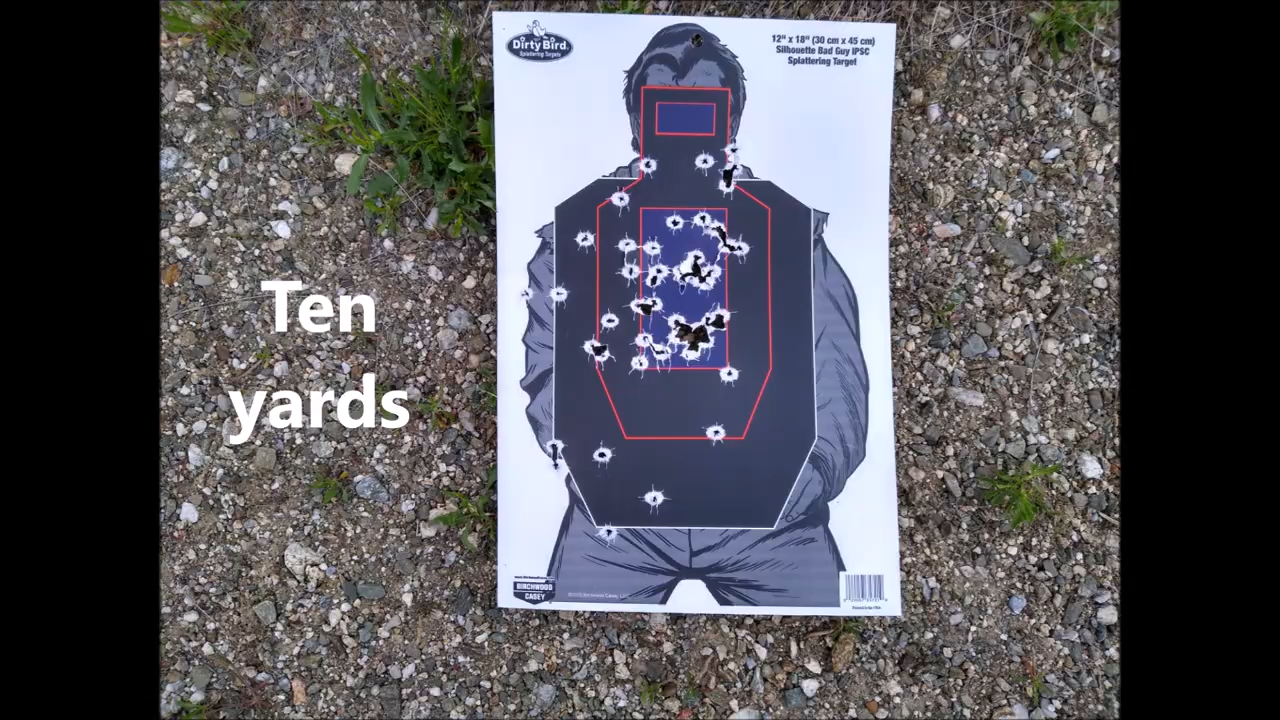 Dirty Bird
Splattering Targets
12" x 18" (30 cm x 45 cm)
Silhouette Bad Guy IPSC
Splattering Target
Ten
yards
BIRCHWOOD
CASEY